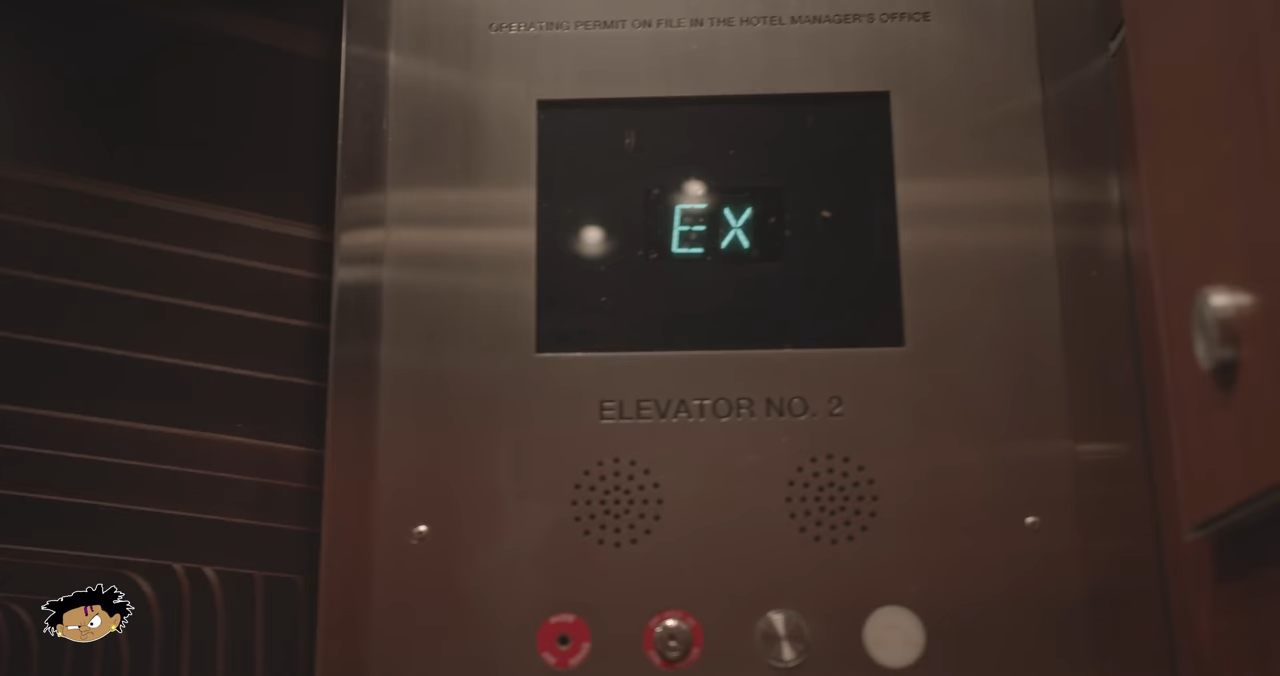 OPERATING PERMIT ON FILE IN THE HOTEL MANAGER'S OFFICE
EX
ELEVATOR NO. 2